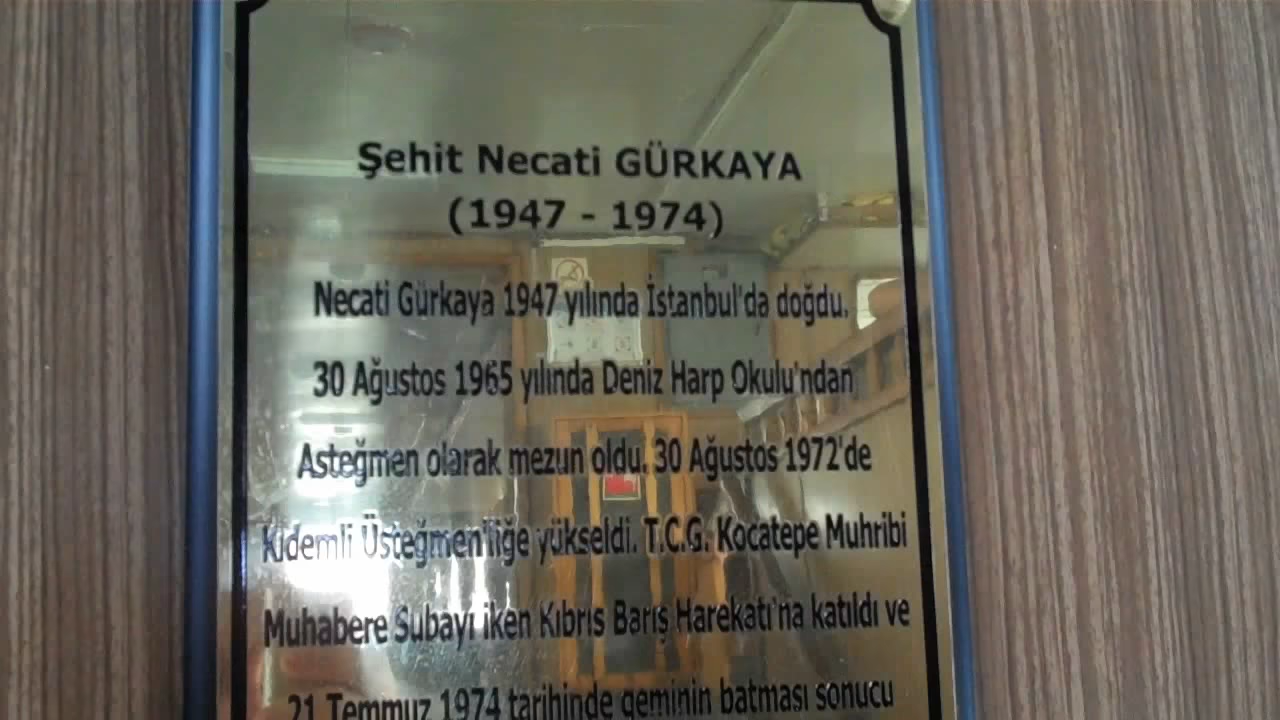 Şehit Necati GÜRKAYA
(1947 - 1974)
Necati Gürkaya 1947 yılında İstanbul'da doğdu.
30 Ağustos 1965 yılında Deniz Harp Okulu'ndan
Asteğmen olarak mezun oldu. 30 Ağustos 1972'de
Kıdemli Üsteğmen'liğe yükseldi. T.C.G. Kocatepe Muhribi
Muhabere Subayı iken Kıbrıs Barış Harekatı'na katıldı ve
21 Temmuz 1974 tarihinde geminin batması sonucu